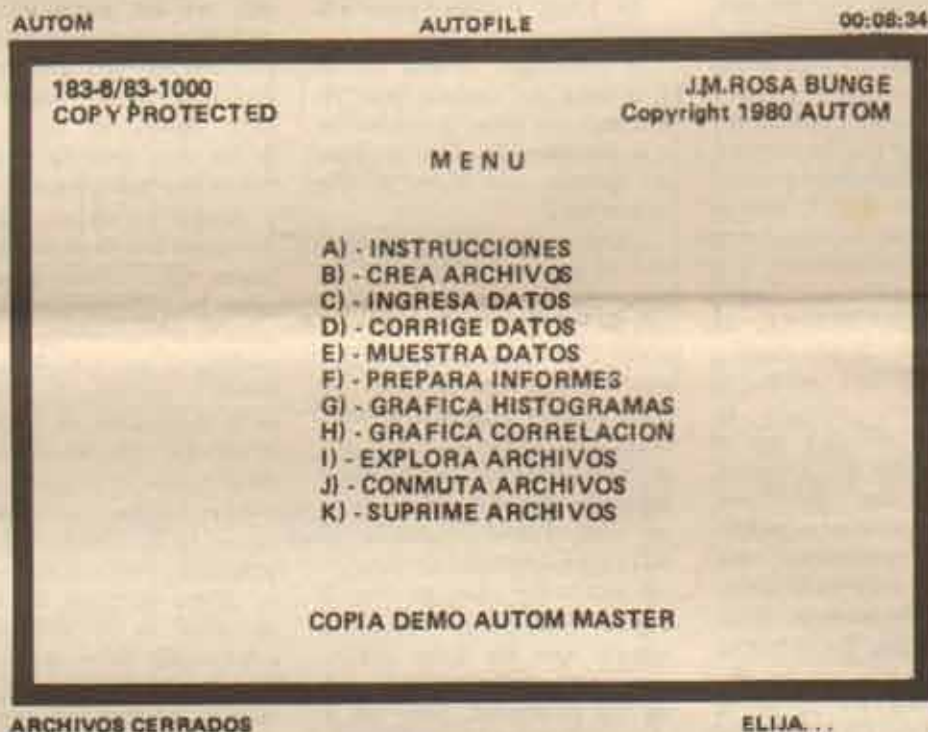 AUTOM AUTOFILE 00:08:34
183-8/83-1000 J.M.ROSA BUNGE
COPY PROTECTED Copyright 1980 AUTOM
MENU
A) - INSTRUCCIONES
B) - CREA ARCHIVOS
C) - INGRESA DATOS
D) - CORRIGE DATOS
E) - MUESTRA DATOS
F) - PREPARA INFORMES
G) - GRAFICA HISTOGRAMAS
H) - GRAFICA CORRELACION
I) - EXPLORA ARCHIVOS
J) - CONMUTA ARCHIVOS
K) - SUPRIME ARCHIVOS
COPIA DEMO AUTOM MASTER
ARCHIVOS CERRADOS ELIJA...